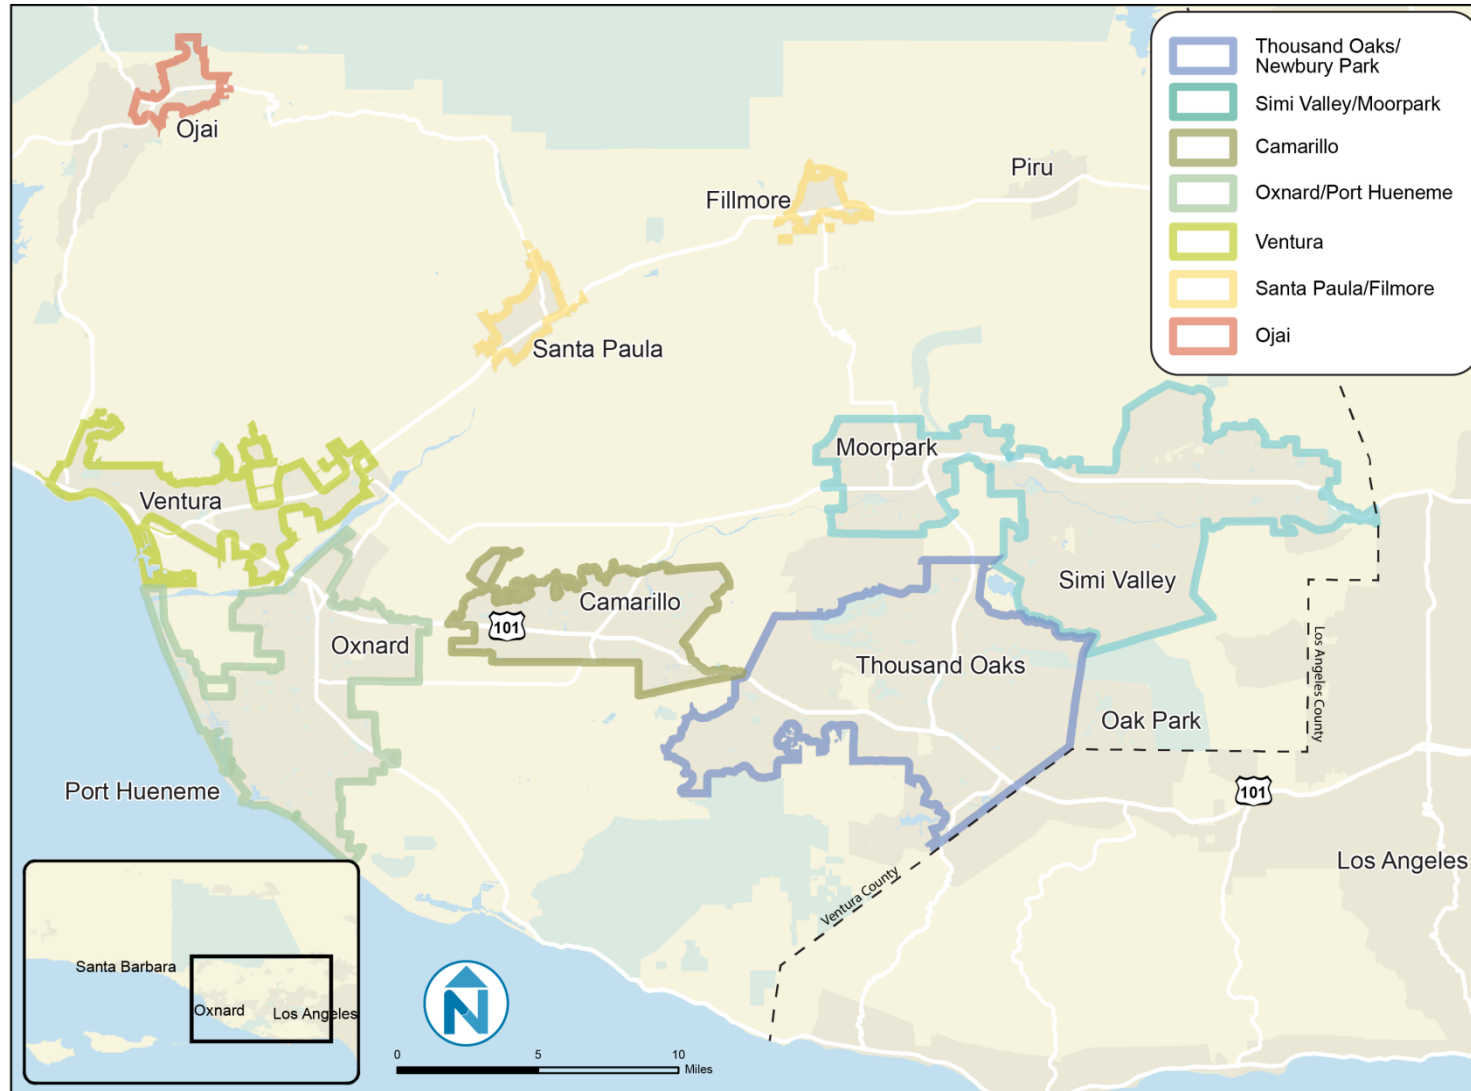 Thousand Oaks/
Newbury Park
Simi Valley/Moorpark
Camarillo
Oxnard/Port Hueneme
Ventura
Santa Paula/Filmore
Ojai
Ojai
Piru
Fillmore
Santa Paula
Moorpark
Ventura
Simi Valley
Camarillo
101
Oxnard
Thousand Oaks
Los Angeles County
Oak Park
Port Hueneme
101
Los Angeles
Ventura County
Santa Barbara
Oxnard
Los Angeles
N
0 5 10
Miles